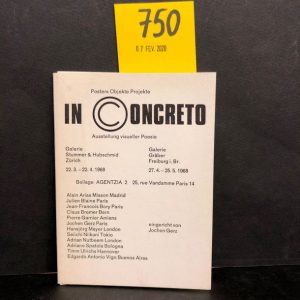 750
07 FEV. 2020
Postern Objekte Projekte
IN CONCRETO
Ausstellung visueller Poesie
Galerie
Stummer & Hubschmid
Zürich
22. 3. – 22. 4. 1968
Galerie
Gräber
Freiburg i. Br.
27. 4. – 25. 5. 1968
Beilage: AGENTZIA 2 25, rue Vandamme Paris 14
Alain Arias Misson Madrid
Julien Blaine Paris
Jean-François Bory Paris
Claus Bremer Bern
Pierre Garnier Amiens
Jochen Gerz Paris
Hansjörg Mayer London
Seiichi Niikuni Tokio
Adrian Nutbeem London
Adriano Spatola Bologna
Timm Ulrichs Hannover
Edgardo Antonio Vigo Buenos Aires
eingerichtet von
Jochen Gerz